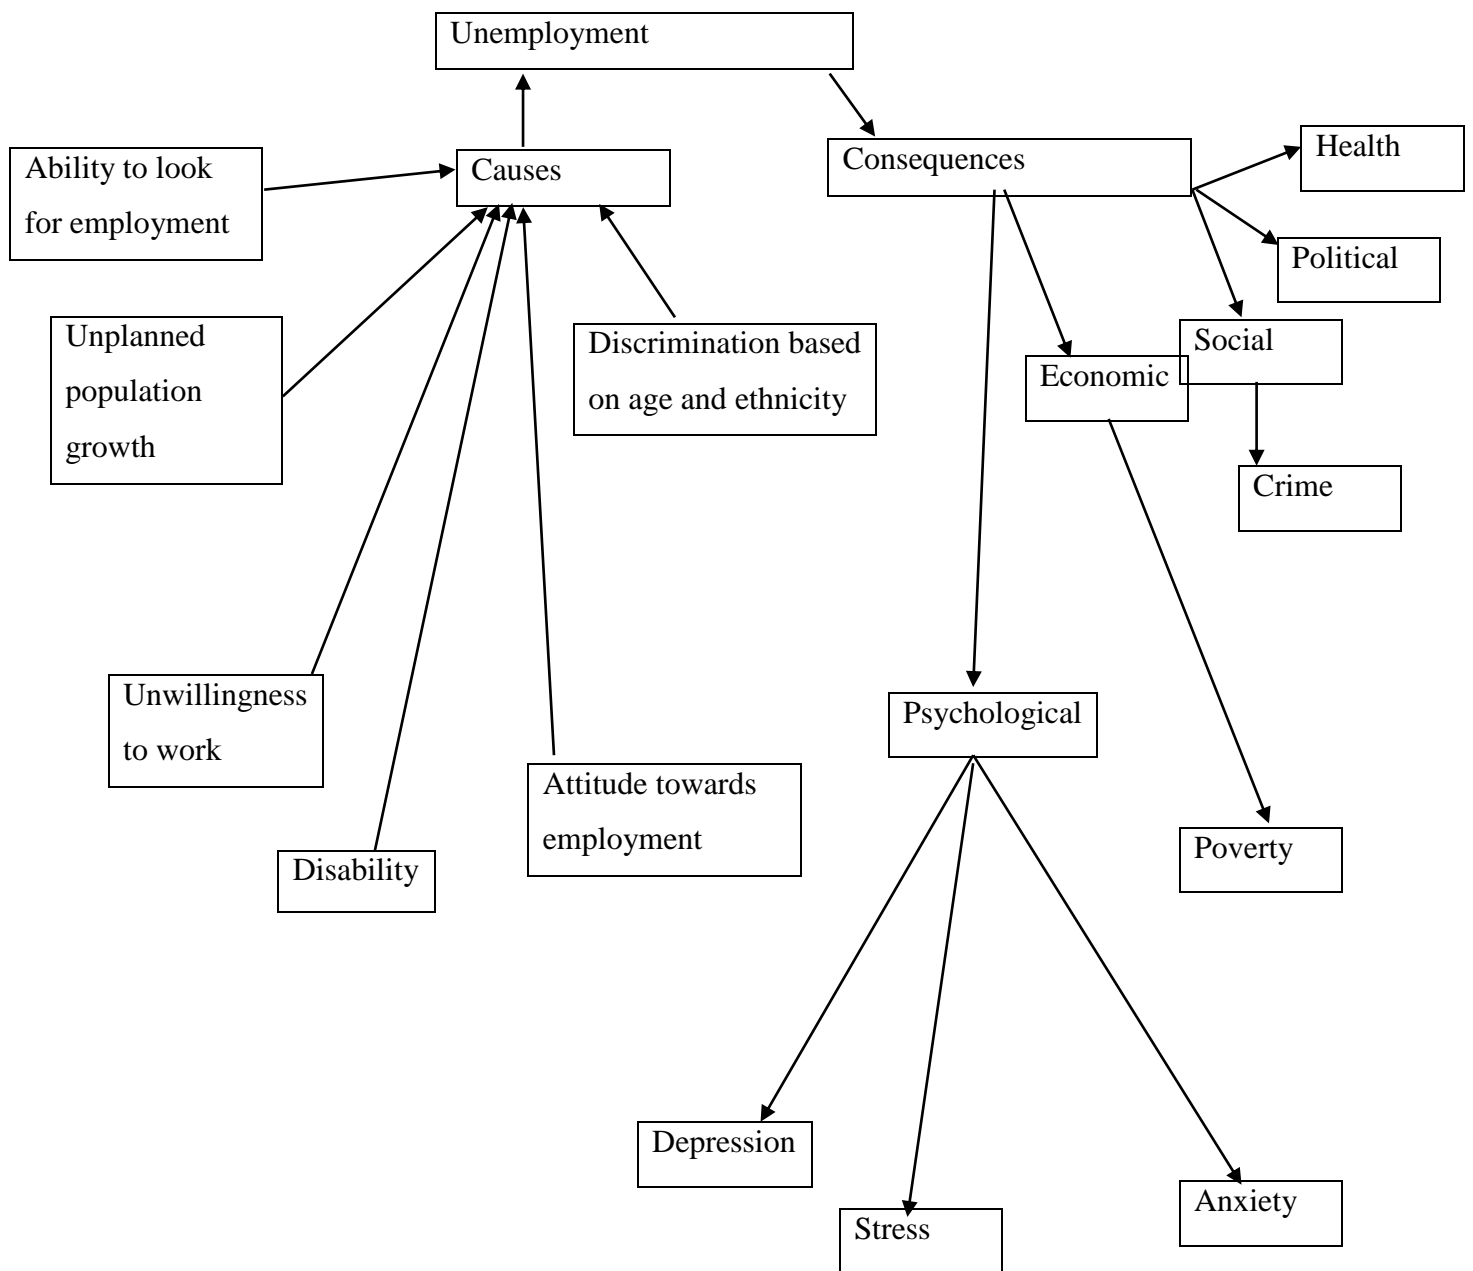 Unemployment
Causes
Consequences
Health
Ability to look
for employment
Political
Unplanned
population
growth
Discrimination based
on age and ethnicity
Social
Economic
Crime
Unwillingness
to work
Psychological
Attitude towards
employment
Disability
Poverty
Depression
Stress
Anxiety